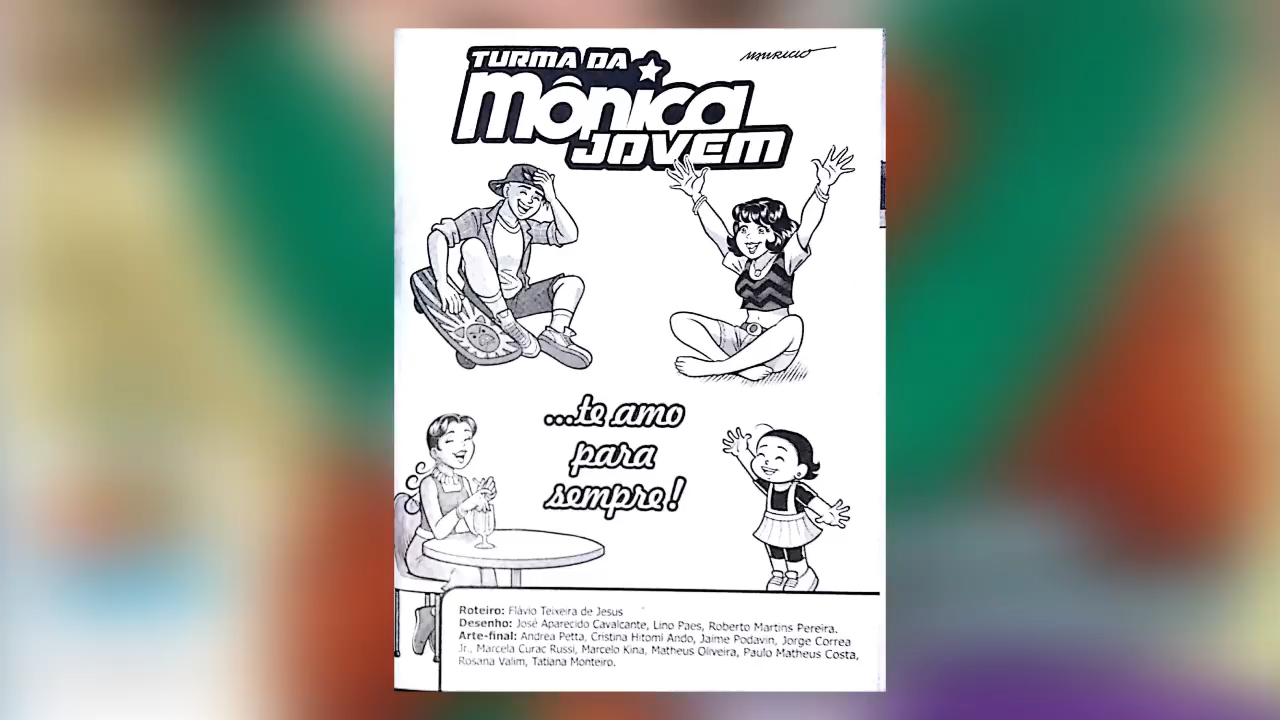 TURMA DA
MÔNICA
JOVEM
MAURICIO
...te amo
para
sempre!
Roteiro: Flávio Teixeira de Jesus
Desenho: José Aparecido Cavalcante, Lino Paes, Roberto Martins Pereira.
Arte-final: Andrea Petta, Cristina Hitomi Ando, Jaime Podavin, Jorge Correa
Jr., Marcela Curac Russi, Marcelo Kina, Matheus Oliveira, Paulo Matheus Costa,
Rosana Valim, Tatiana Monteiro.